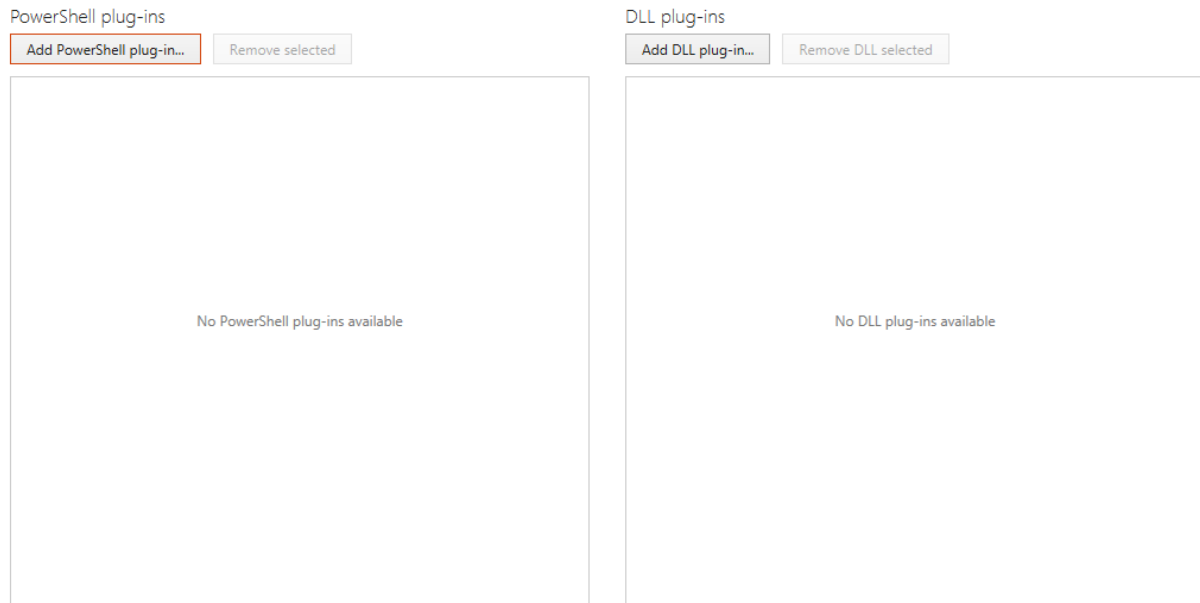 PowerShell plug-ins
Add PowerShell plug-in...
Remove selected
No PowerShell plug-ins available
DLL plug-ins
Add DLL plug-in...
Remove DLL selected
No DLL plug-ins available